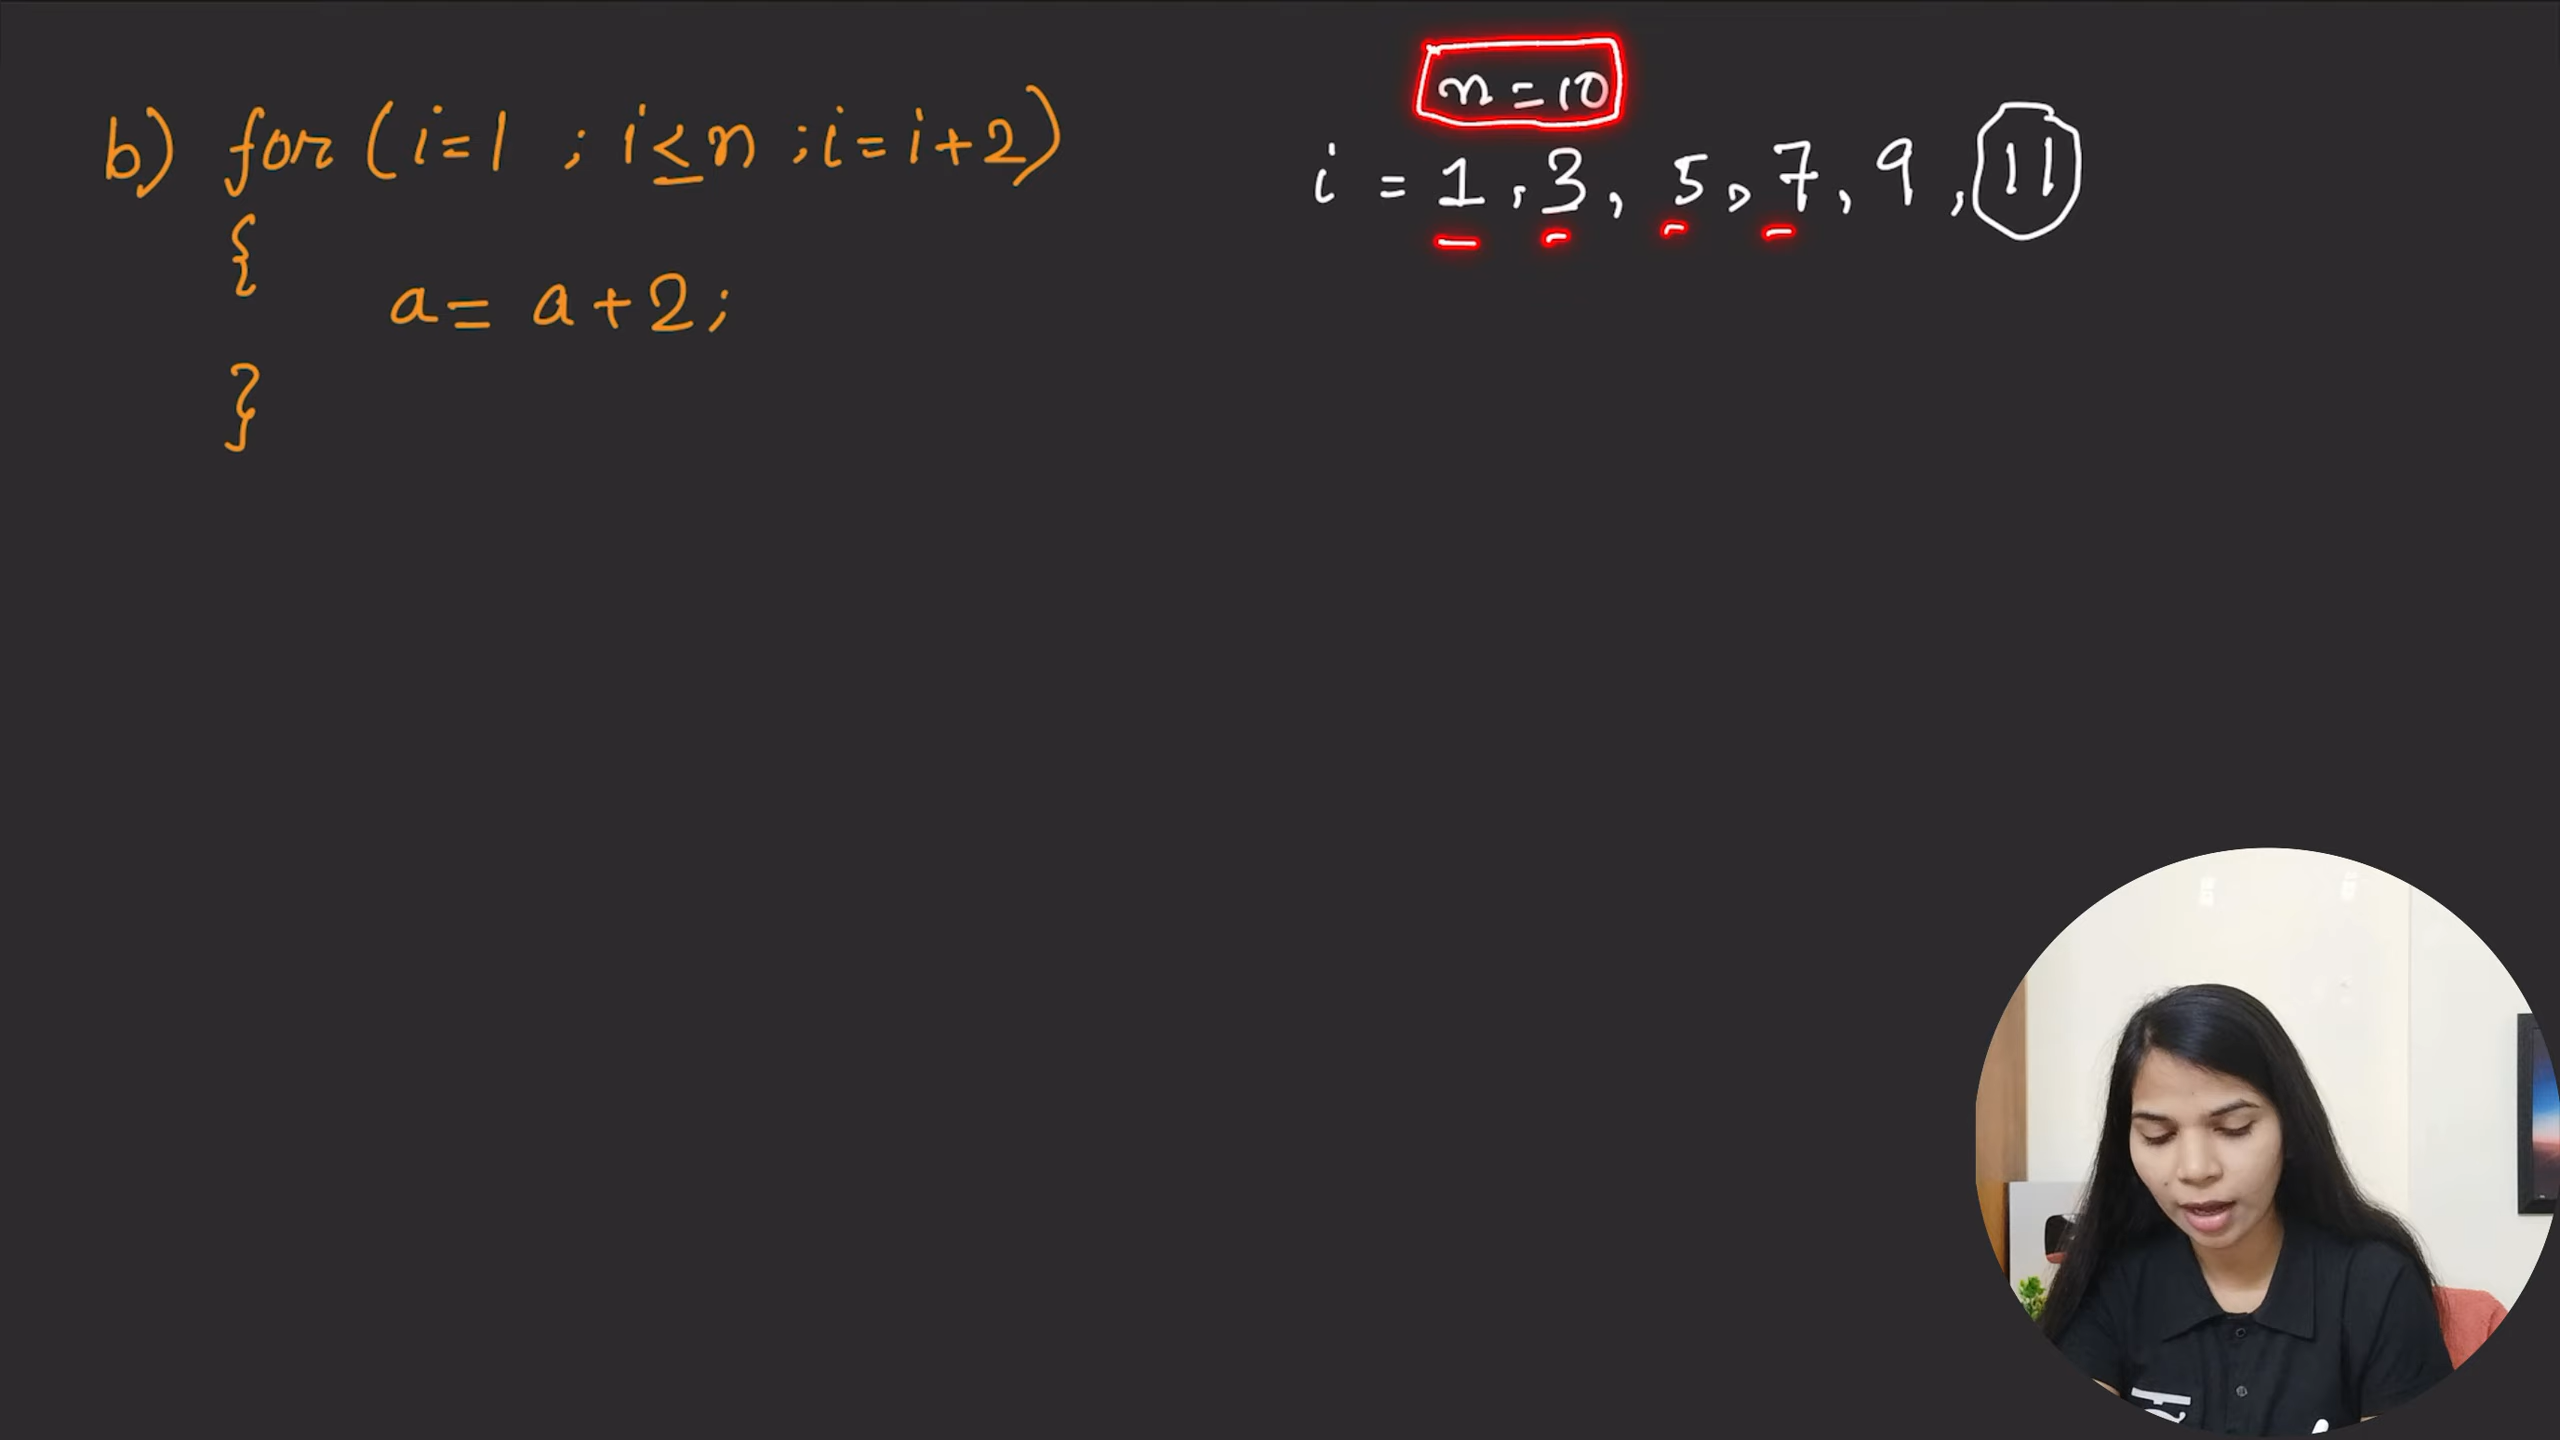 b) for (i=1 ; i≤n ; i=i+2)
{
a= a+2;
}
n=10
i = 1, 3, 5, 7, 9, 11